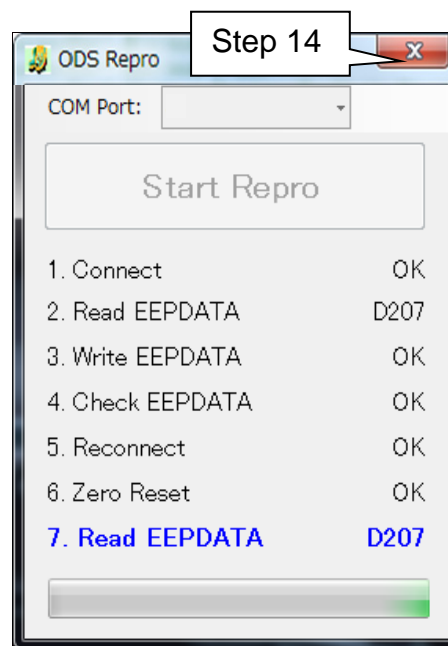 Step 14
ODS Repro
COM Port:
Start Repro
1. Connect OK
2. Read EEPDATA D207
3. Write EEPDATA OK
4. Check EEPDATA OK
5. Reconnect OK
6. Zero Reset OK
7. Read EEPDATA D207